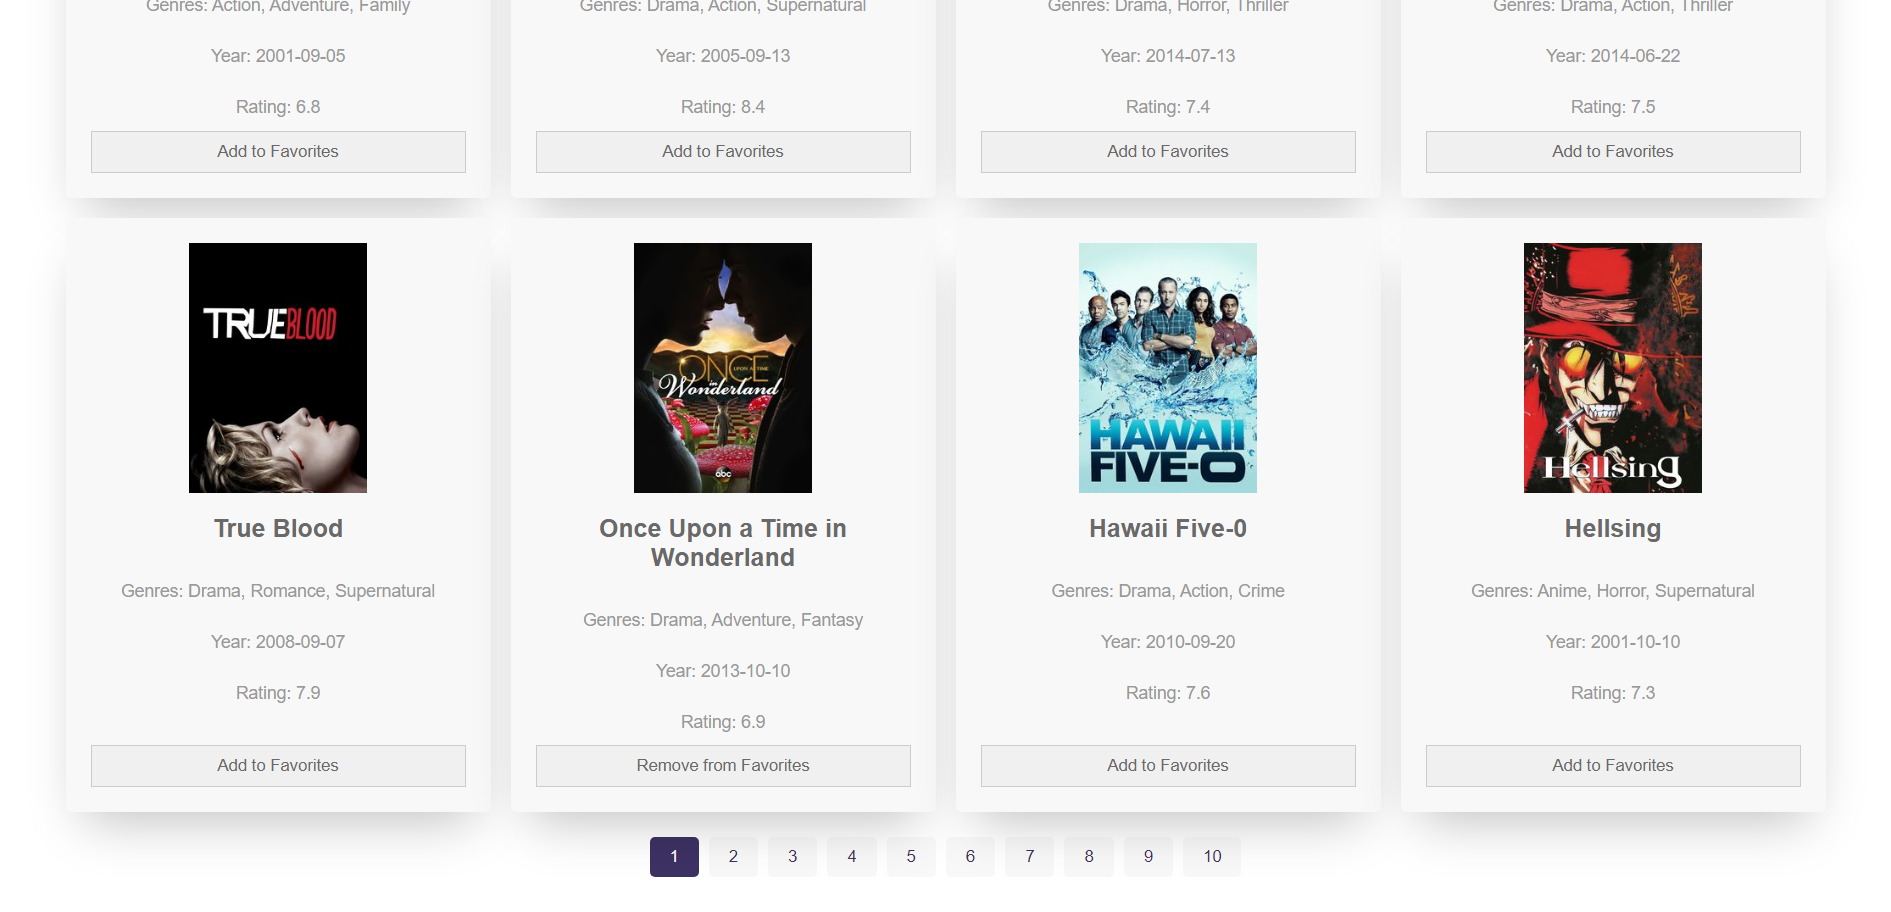 Genres: Action, Adventure, Family
Year: 2001-09-05
Rating: 6.8
Add to Favorites
Genres: Drama, Action, Supernatural
Year: 2005-09-13
Rating: 8.4
Add to Favorites
Genres: Drama, Horror, Thriller
Year: 2014-07-13
Rating: 7.4
Add to Favorites
Genres: Drama, Action, Thriller
Year: 2014-06-22
Rating: 7.5
Add to Favorites
TRUE BLOOD
True Blood
Genres: Drama, Romance, Supernatural
Year: 2008-09-07
Rating: 7.9
Add to Favorites
ONCE UPON A TIME
in
Wonderland
abc
Once Upon a Time in
Wonderland
Genres: Drama, Adventure, Fantasy
Year: 2013-10-10
Rating: 6.9
Remove from Favorites
HAWAII
FIVE-O
Hawaii Five-0
Genres: Drama, Action, Crime
Year: 2010-09-20
Rating: 7.6
Add to Favorites
Hellsing
Hellsing
Genres: Anime, Horror, Supernatural
Year: 2001-10-10
Rating: 7.3
Add to Favorites
1 2 3 4 5 6 7 8 9 10